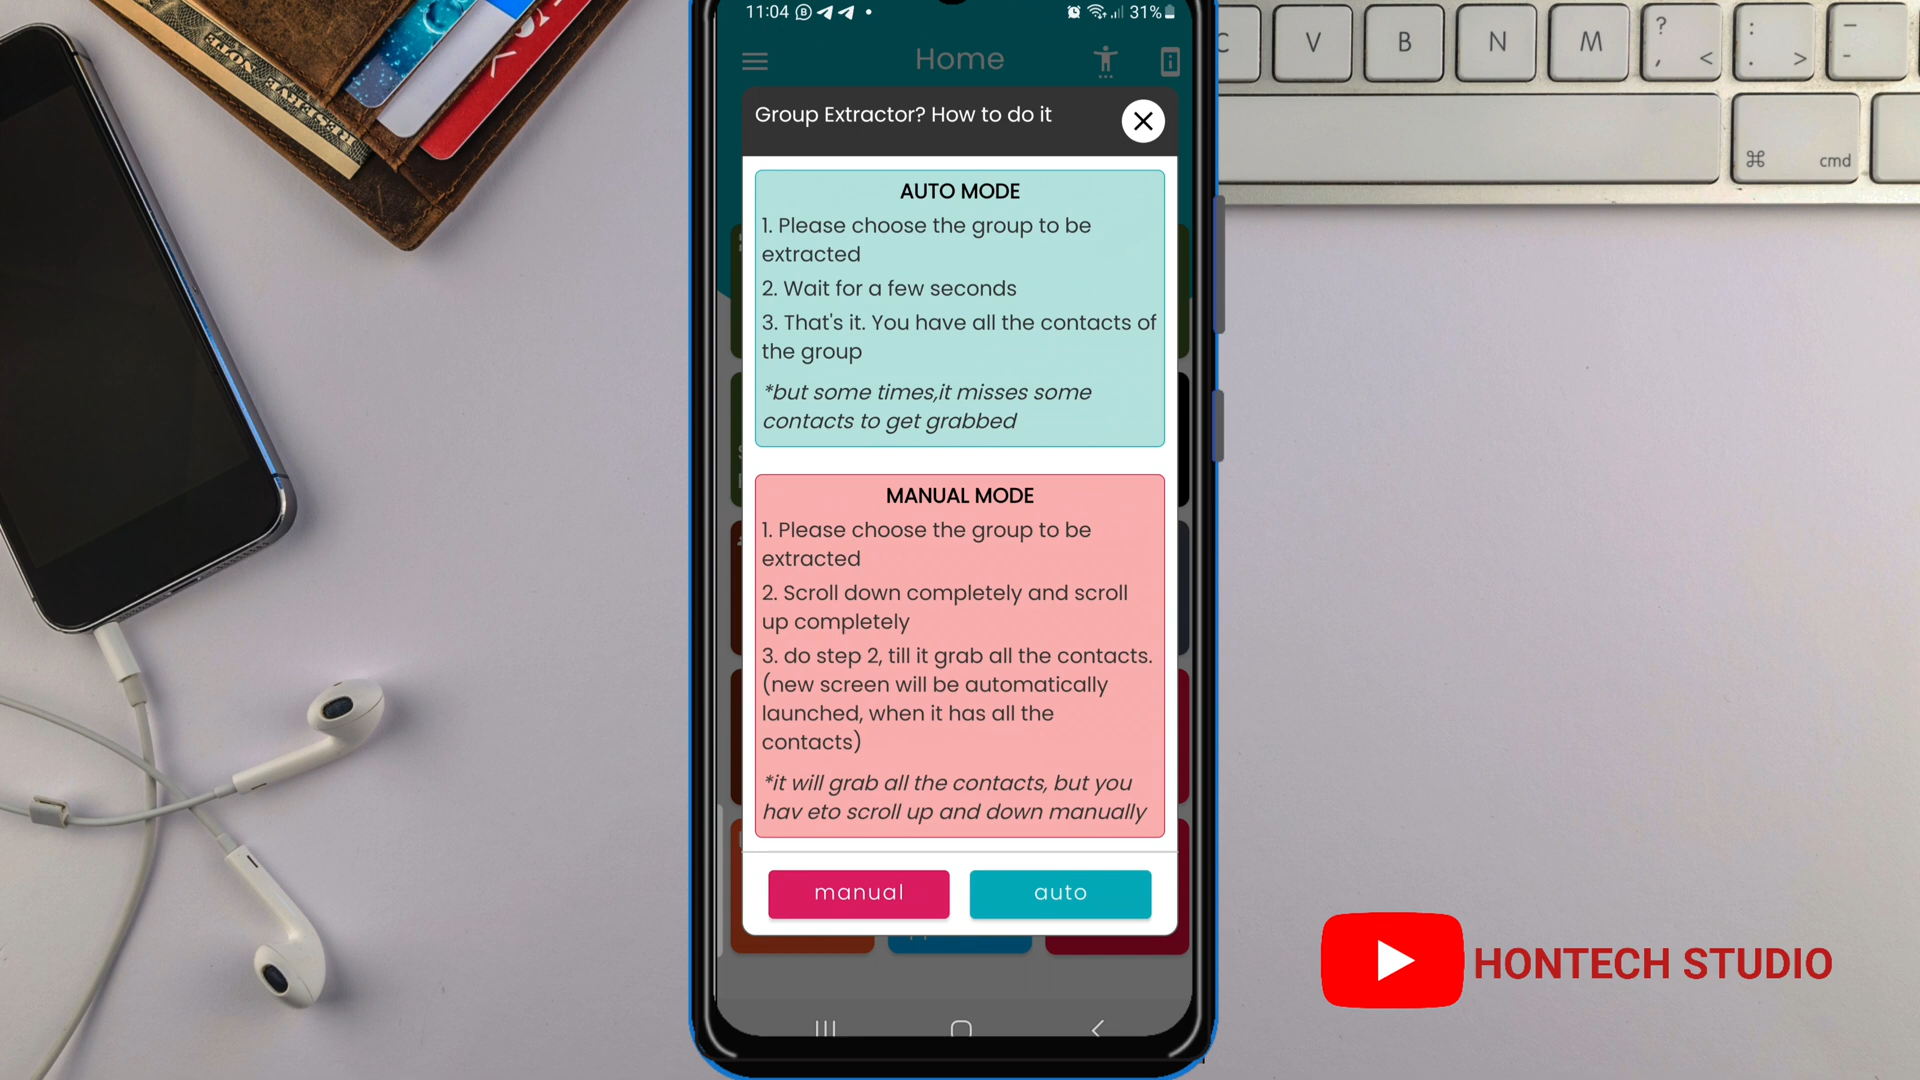 11:04
31%
Home
Group Extractor? How to do it
AUTO MODE
1. Please choose the group to be
extracted
2. Wait for a few seconds
3. That's it. You have all the contacts of
the group
*but some times,it misses some
contacts to get grabbed
MANUAL MODE
1. Please choose the group to be
extracted
2. Scroll down completely and scroll
up completely
3. do step 2, till it grab all the contacts.
(new screen will be automatically
launched, when it has all the
contacts)
*it will grab all the contacts, but you
hav eto scroll up and down manually
manual
auto
C V B N M ? , < : . > _ -
⌘ cmd
RESERVE NOTE
HONTECH STUDIO